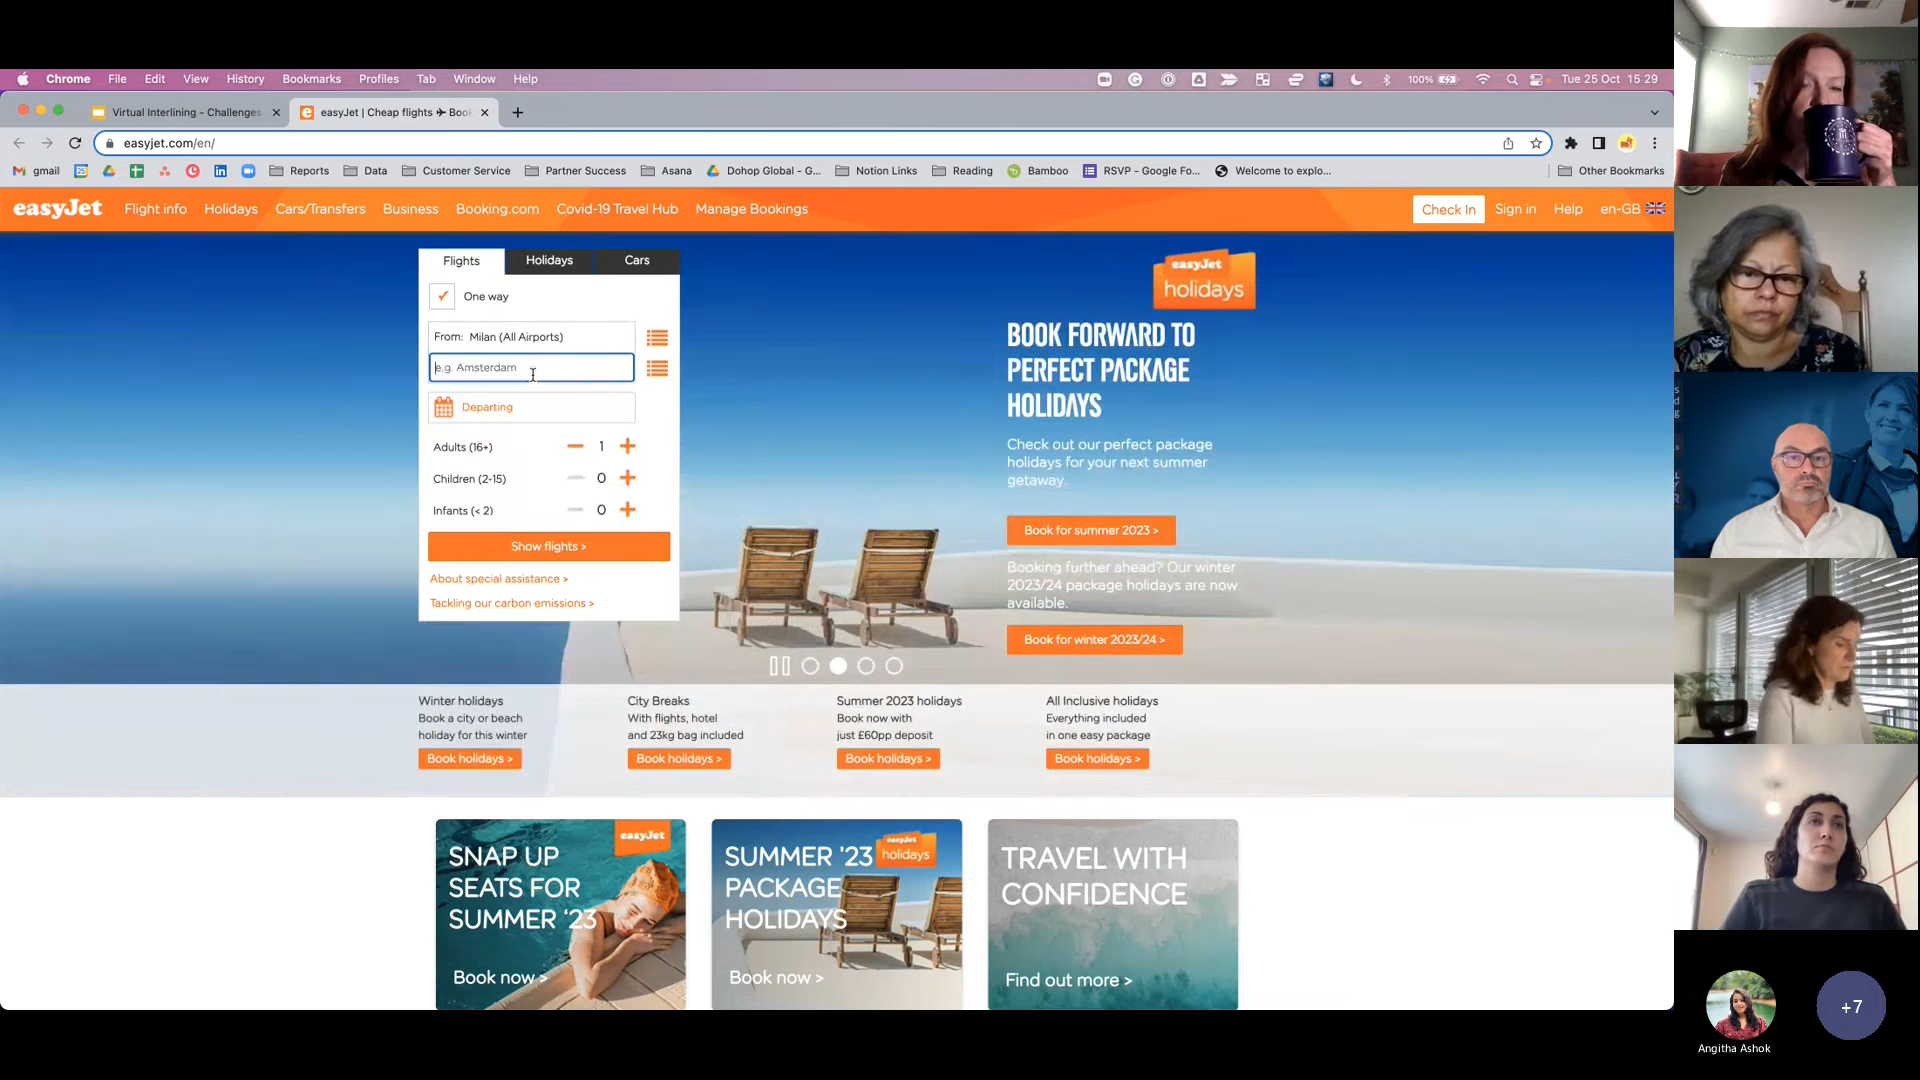 Chrome File Edit View History Bookmarks Profiles Tab Window Help 100% Tue 25 Oct 15 29
Virtual Interlining - Challenges
easyJet | Cheap flights ✈ Book
easyjet.com/en/
gmail Reports Data Customer Service Partner Success Asana Dohop Global - G... Notion Links Reading Bamboo RSVP - Google Fo... Welcome to explo... Other Bookmarks
easyJet Flight info Holidays Cars/Transfers Business Booking.com Covid-19 Travel Hub Manage Bookings Check In Sign in Help en-GB
Flights Holidays Cars
One way
From: Milan (All Airports)
e.g. Amsterdam
Departing
Adults (16+) 1
Children (2-15) 0
Infants (< 2) 0
Show flights >
About special assistance >
Tackling our carbon emissions >
easyJet
holidays
BOOK FORWARD TO
PERFECT PACKAGE
HOLIDAYS
Check out our perfect package
holidays for your next summer
getaway.
Book for summer 2023 >
Booking further ahead? Our winter
2023/24 package holidays are now
available.
Book for winter 2023/24 >
Winter holidays
Book a city or beach
holiday for this winter
Book holidays >
City Breaks
With flights, hotel
and 23kg bag included
Book holidays >
Summer 2023 holidays
Book now with
just £60pp deposit
Book holidays >
All Inclusive holidays
Everything included
in one easy package
Book holidays >
easyJet
SNAP UP
SEATS FOR
SUMMER '23
Book now >
easyJet
holidays
SUMMER '23
PACKAGE
HOLIDAYS
Book now >
TRAVEL WITH
CONFIDENCE
Find out more >
Angitha Ashok
+7